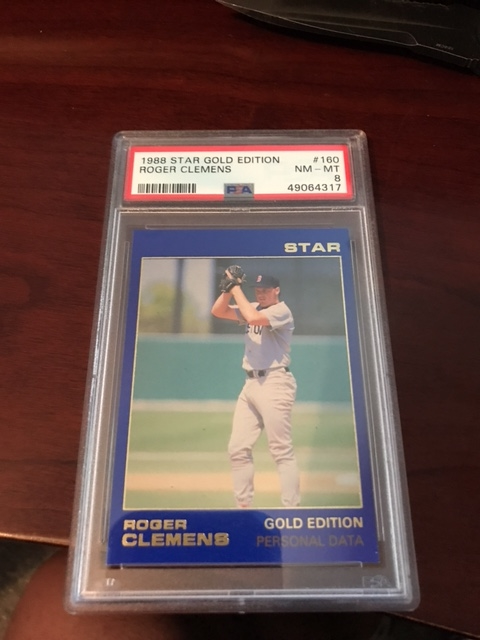 1988 STAR GOLD EDITION #160
ROGER CLEMENS NM - MT
8
PSA 49064317
STAR
ROGER
CLEMENS
GOLD EDITION
PERSONAL DATA